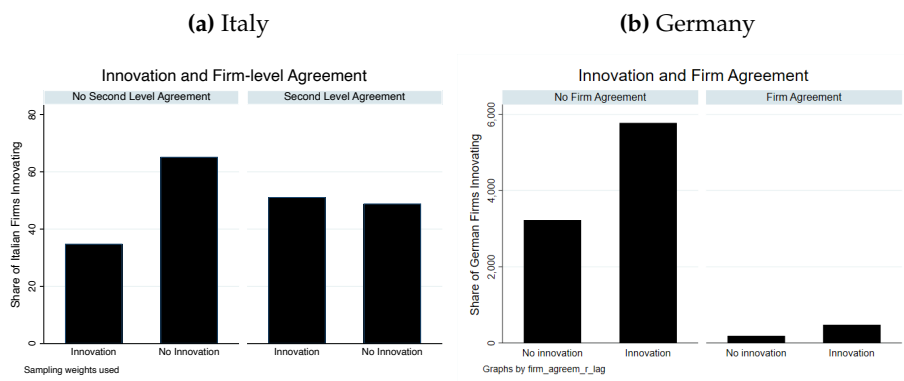 (a) Italy
Innovation and Firm-level Agreement
No Second Level Agreement
Second Level Agreement
Share of Italian Firms Innovating
80
60
40
20
0
Innovation
No Innovation
Innovation
No Innovation
Sampling weights used
(b) Germany
Innovation and Firm Agreement
No Firm Agreement
Firm Agreement
Share of German Firms Innovating
6,000
4,000
2,000
0
No innovation
Innovation
No innovation
Innovation
Graphs by firm_agreem_r_lag